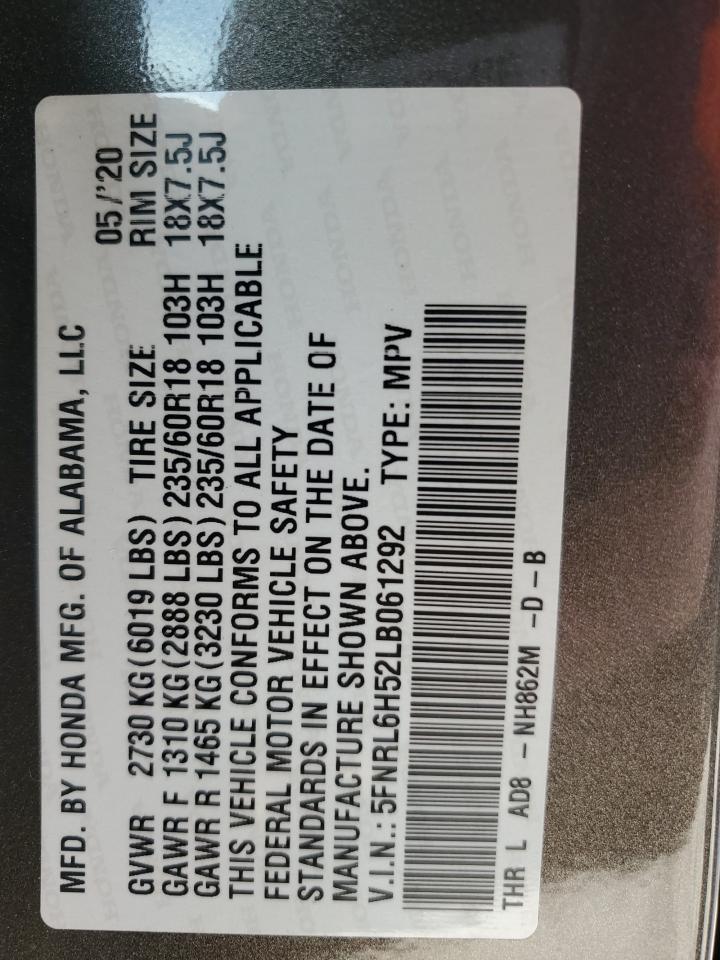 MFD. BY HONDA MFG. OF ALABAMA, LLC
05/'20
GVWR 2730 KG(6019 LBS) TIRE SIZE RIM SIZE
GAWR F 1310 KG(2888 LBS) 235/60R18 103H 18X7.5J
GAWR R 1465 KG(3230 LBS) 235/60R18 103H 18X7.5J
THIS VEHICLE CONFORMS TO ALL APPLICABLE
FEDERAL MOTOR VEHICLE SAFETY
STANDARDS IN EFFECT ON THE DATE OF
MANUFACTURE SHOWN ABOVE.
V.I.N.: 5FNRL6H52LB061292 TYPE: MPV
THR L AD8 - NH862M -D-B